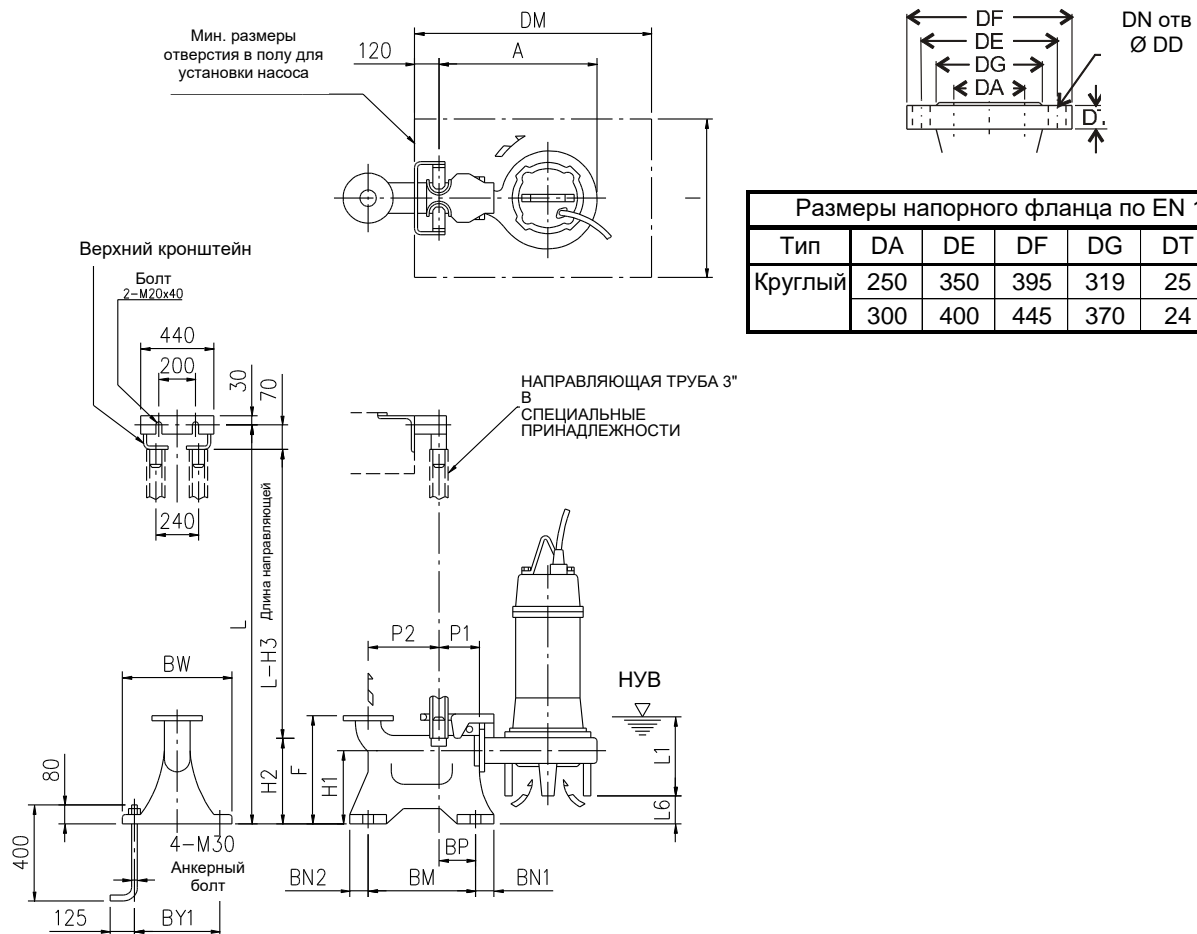 DM
Мин. размеры
отверстия в полу для
установки насоса
120
A
I
DF
DE
DG
DA
DN отв
Ø DD
Размеры напорного фланца по EN 1
Тип DA DE DF DG DT
Круглый 250 350 395 319 25
300 400 445 370 24
Верхний кронштейн
Болт
2-M20x40
440
200
30
70
240
НАПРАВЛЯЮЩАЯ ТРУБА 3"
В
СПЕЦИАЛЬНЫЕ
ПРИНАДЛЕЖНОСТИ
L
L-H3 Длина направляющей
P2
P1
НУВ
BW
80
400
H2
F
H1
L1
L6
4-M30
Анкерный
болт
125
BY1
BP
BN2
BM
BN1